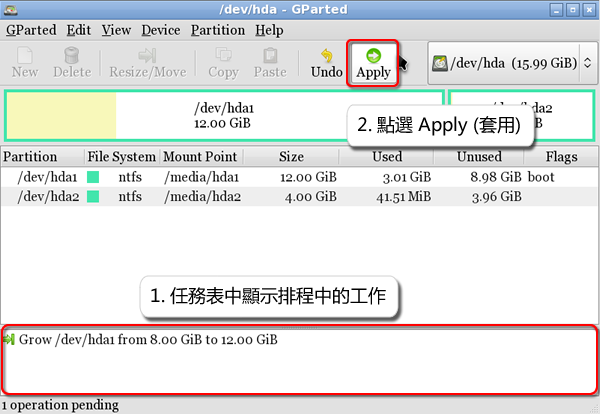 /dev/hda - GParted
GParted Edit View Device Partition Help
New Delete Resize/Move Copy Paste Undo Apply /dev/hda (15.99 GiB)
/dev/hda1
12.00 GiB
2. 點選 Apply (套用)
Partition File System Mount Point Size Used Unused Flags
/dev/hda1 ntfs /media/hda1 12.00 GiB 3.01 GiB 8.98 GiB boot
/dev/hda2 ntfs /media/hda2 4.00 GiB 41.51 MiB 3.96 GiB
1. 任務表中顯示排程中的工作
Grow /dev/hda1 from 8.00 GiB to 12.00 GiB
1 operation pending